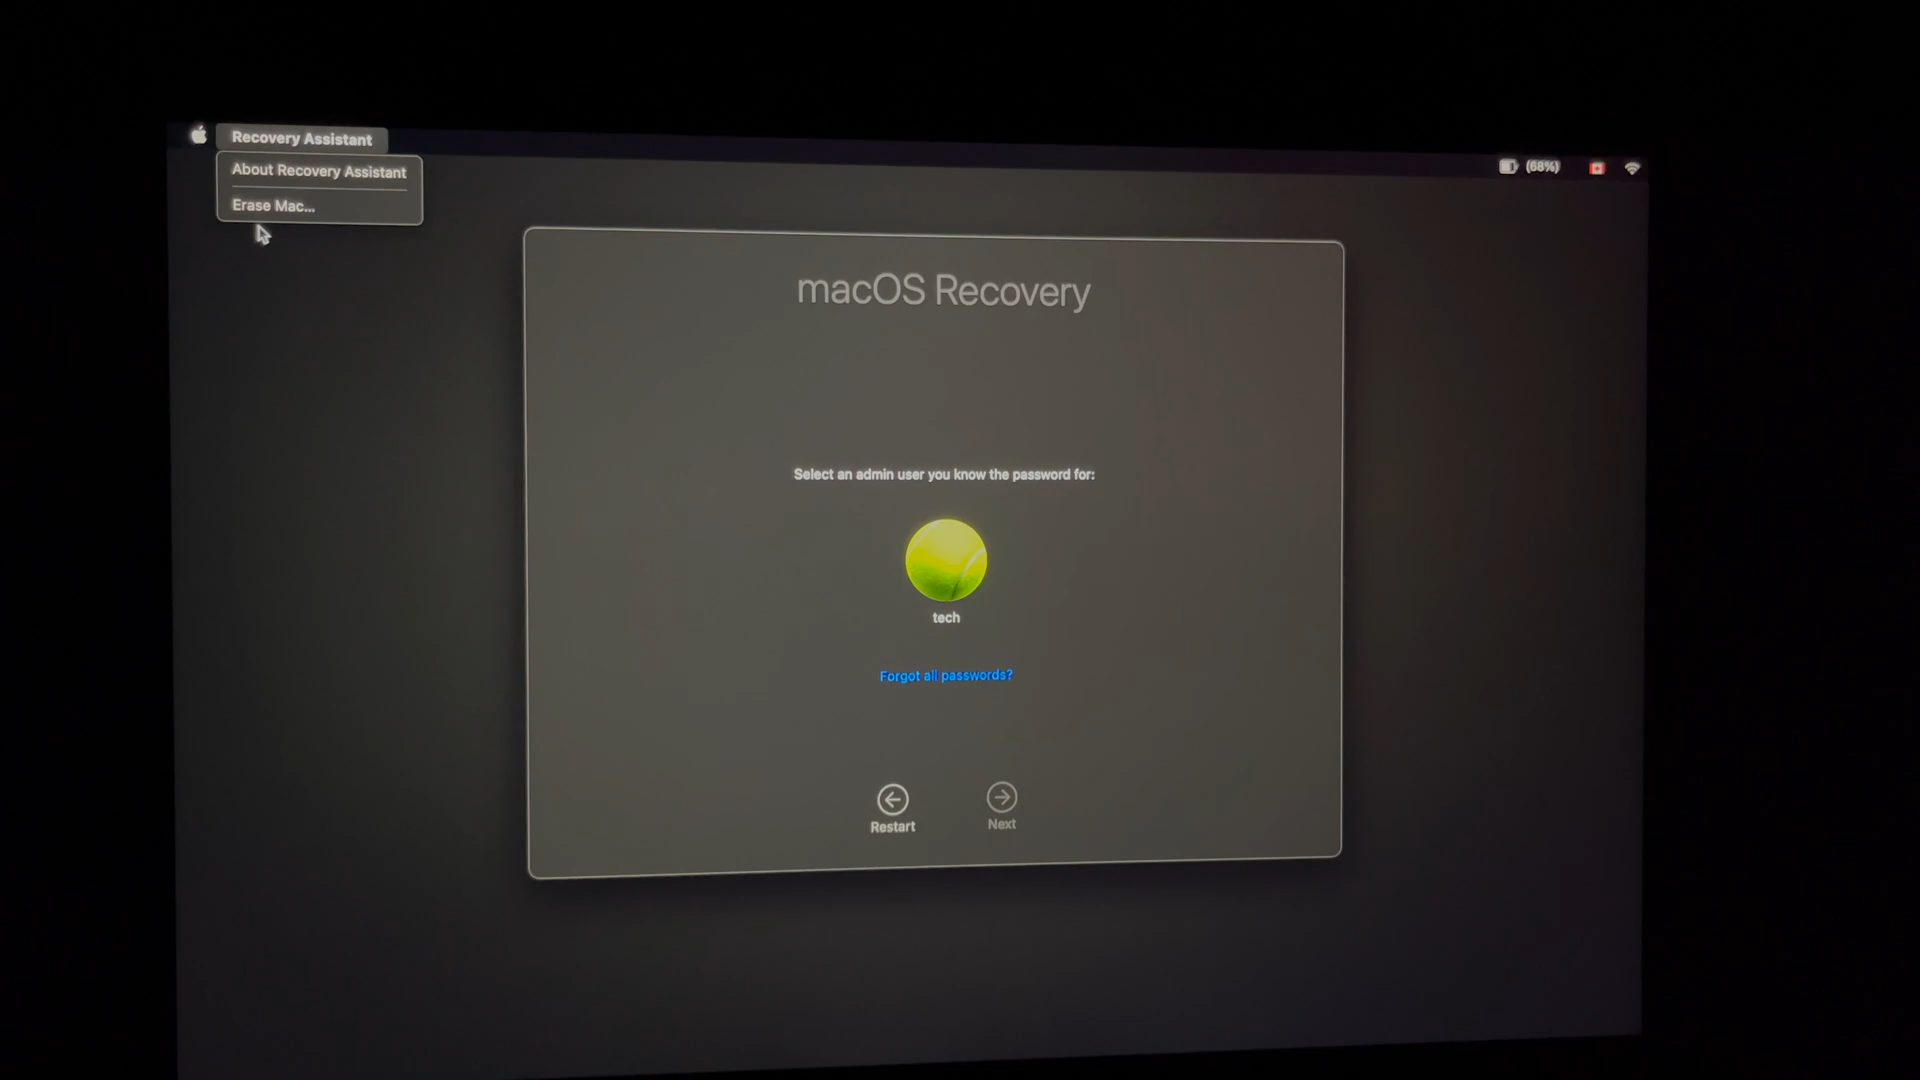 Recovery Assistant
About Recovery Assistant
Erase Mac...
(68%)
macOS Recovery
Select an admin user you know the password for:
tech
Forgot all passwords?
Restart
Next